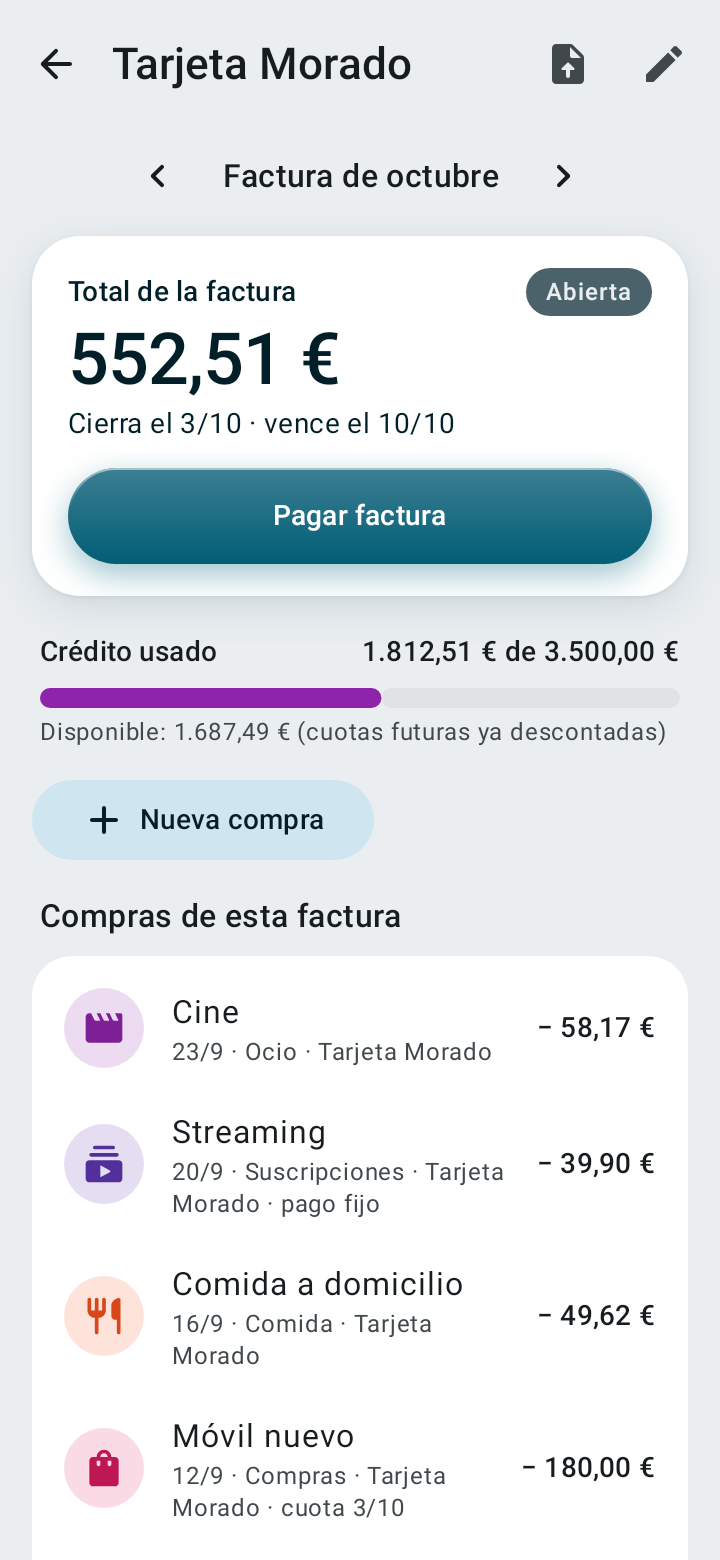 Tarjeta Morado
Factura de octubre
Total de la factura
Abierta
552,51 €
Cierra el 3/10 · vence el 10/10
Pagar factura
Crédito usado
1.812,51 € de 3.500,00 €
Disponible: 1.687,49 € (cuotas futuras ya descontadas)
Nueva compra
Compras de esta factura
Cine
23/9 · Ocio · Tarjeta Morado
− 58,17 €
Streaming
20/9 · Suscripciones · Tarjeta
Morado · pago fijo
− 39,90 €
Comida a domicilio
16/9 · Comida · Tarjeta
Morado
− 49,62 €
Móvil nuevo
12/9 · Compras · Tarjeta
Morado · cuota 3/10
− 180,00 €